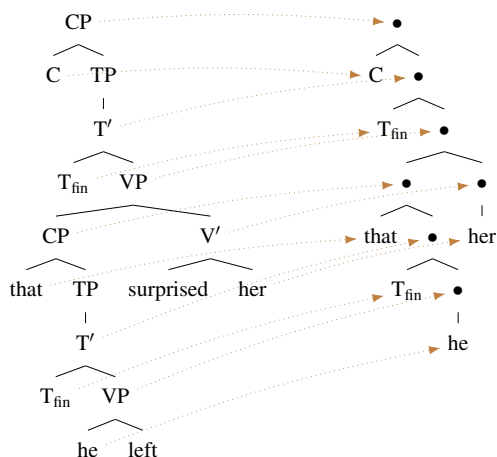 CP •
C TP C •
T′ T_fin •
T_fin VP • •
CP V′ that • her
that TP surprised her T_fin •
T′ he
T_fin VP
he left